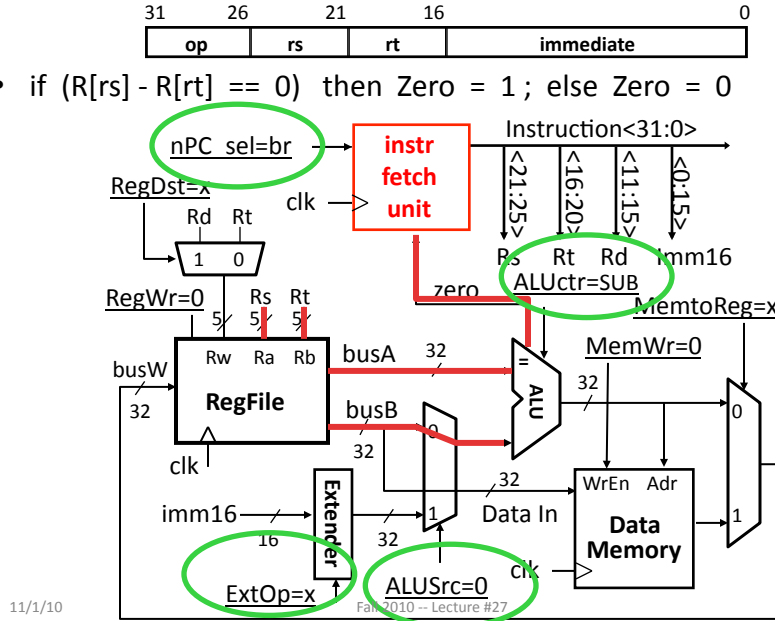 31 26 21 16 0
op rs rt immediate
• if (R[rs] - R[rt] == 0) then Zero = 1 ; else Zero = 0
nPC sel=br
instr
fetch
unit
Instruction<31:0>
clk
<21:25>
<16:20>
<11:15>
<0:15>
RegDst=x
Rd Rt
1 0
Rs Rt Rd Imm16
zero
ALUctr=SUB
RegWr=0
Rs Rt
5 5 5
MemtoReg=x
MemWr=0
Rw Ra Rb
busA 32
busW
32
RegFile
busB
32
=
ALU
32
0
0
clk
32
WrEn Adr
Extender
imm16
16
32
1
Data In
Data
Memory
1
clk
ExtOp=x
ALUSrc=0
11/1/10
Fall 2010 -- Lecture #27